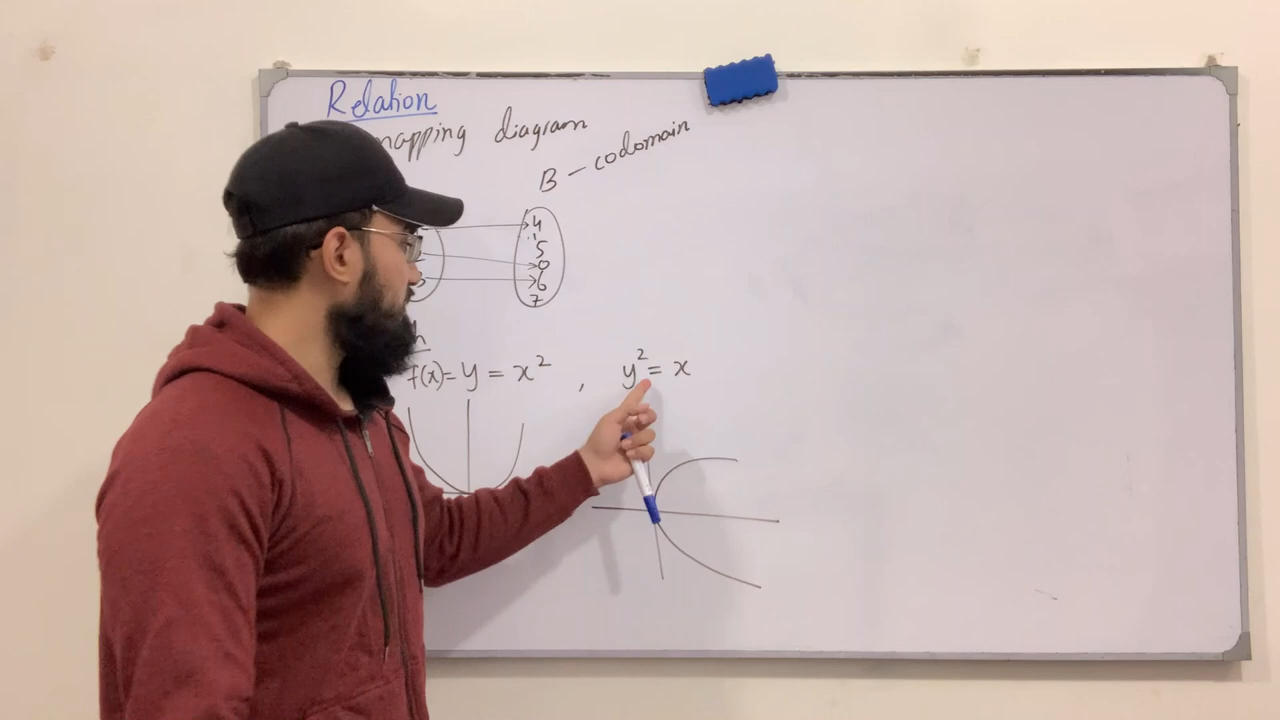 Relation
mapping diagram
B - codomain
4
5
0
6
7
f(x) = y = x² , y² = x